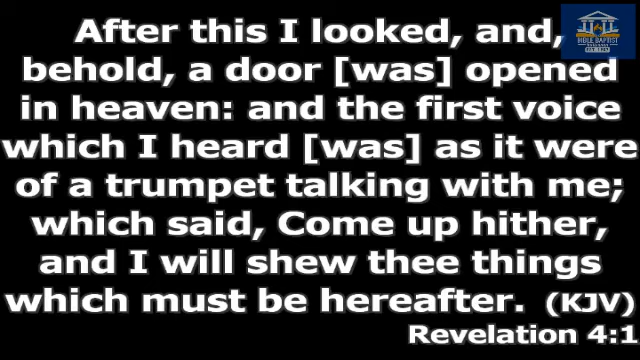 After this I looked, and,
behold, a door [was] opened
in heaven: and the first voice
which I heard [was] as it were
of a trumpet talking with me;
which said, Come up hither,
and I will shew thee things
which must be hereafter. (KJV)
Revelation 4:1
BIBLE BAPTIST